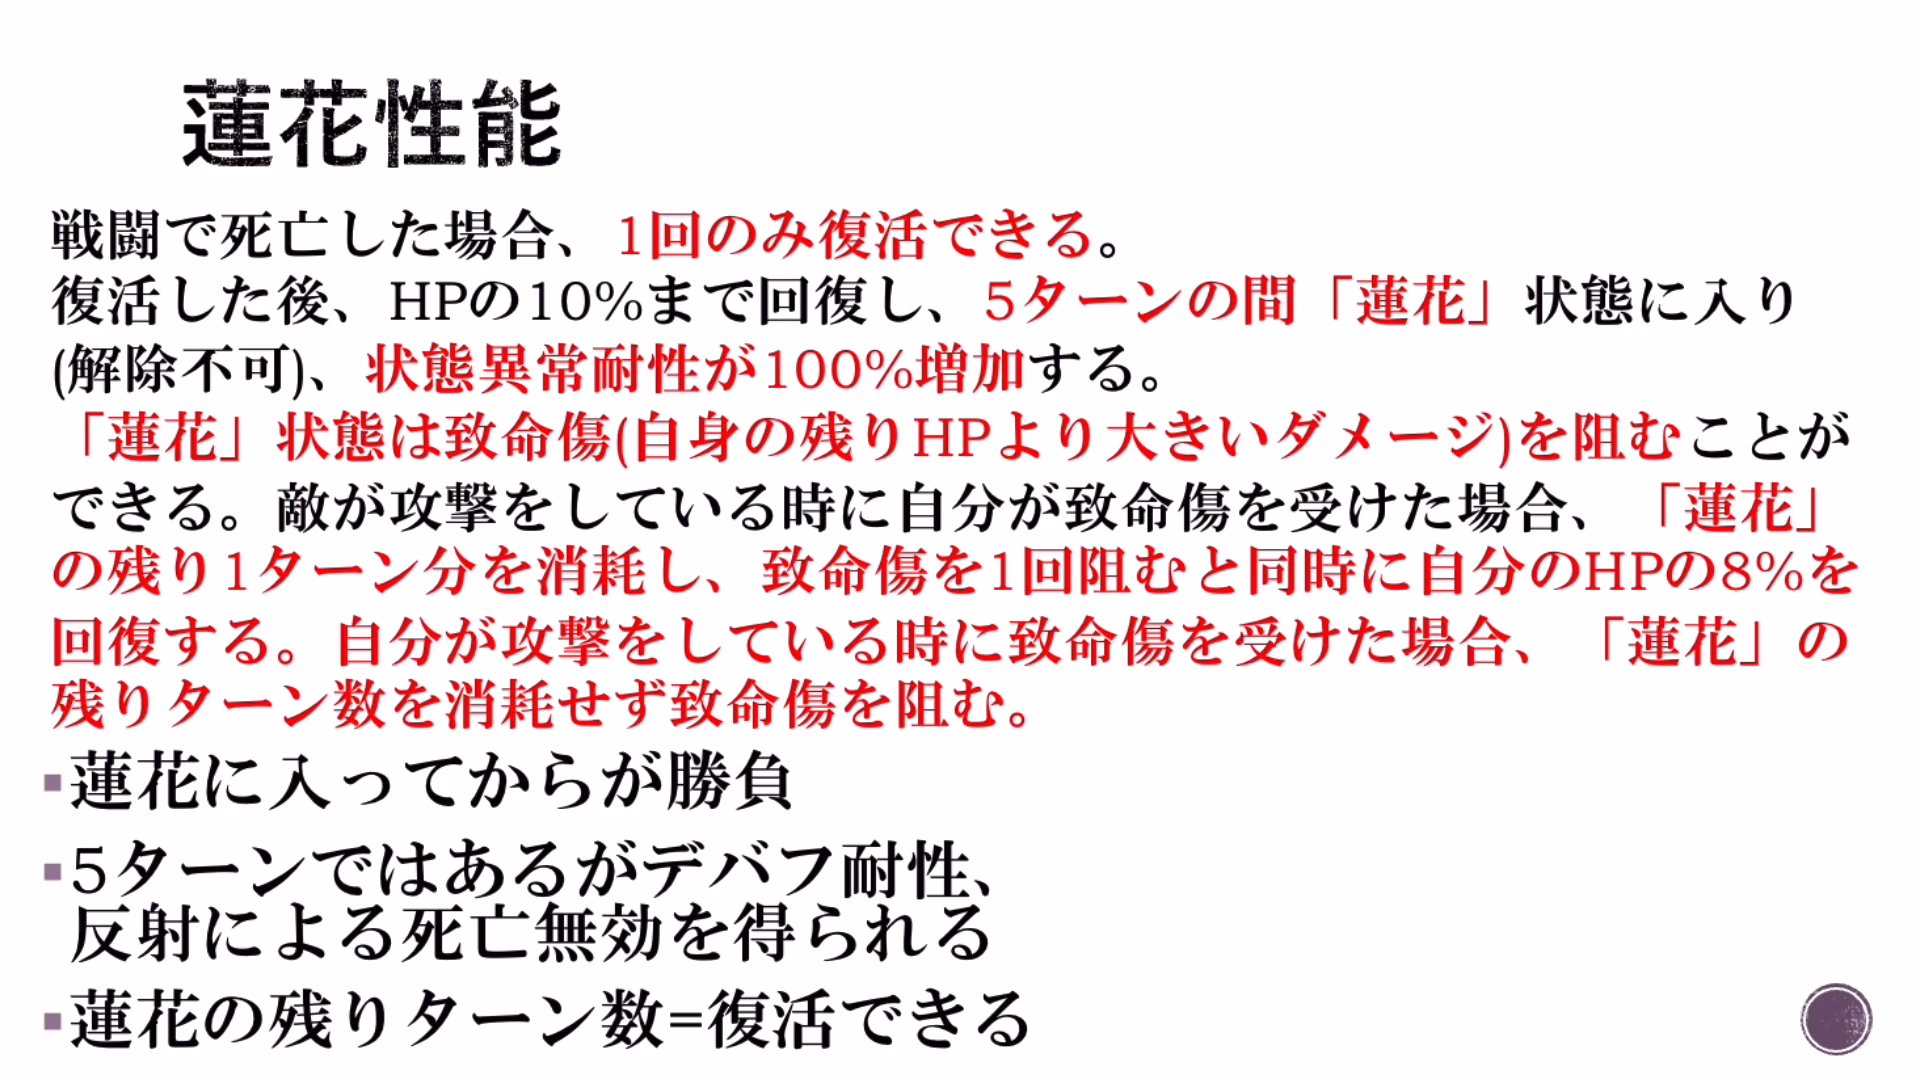 蓮花性能
戦闘で死亡した場合、1回のみ復活できる。
復活した後、HPの10%まで回復し、5ターンの間「蓮花」状態に入り
(解除不可)、状態異常耐性が100%増加する。
「蓮花」状態は致命傷(自身の残りHPより大きいダメージ)を阻むことが
できる。敵が攻撃をしている時に自分が致命傷を受けた場合、「蓮花」
の残り1ターン分を消耗し、致命傷を1回阻むと同時に自分のHPの8%を
回復する。自分が攻撃をしている時に致命傷を受けた場合、「蓮花」の
残りターン数を消耗せず致命傷を阻む。
▪蓮花に入ってからが勝負
▪5ターンではあるがデバフ耐性、
反射による死亡無効を得られる
▪蓮花の残りターン数=復活できる